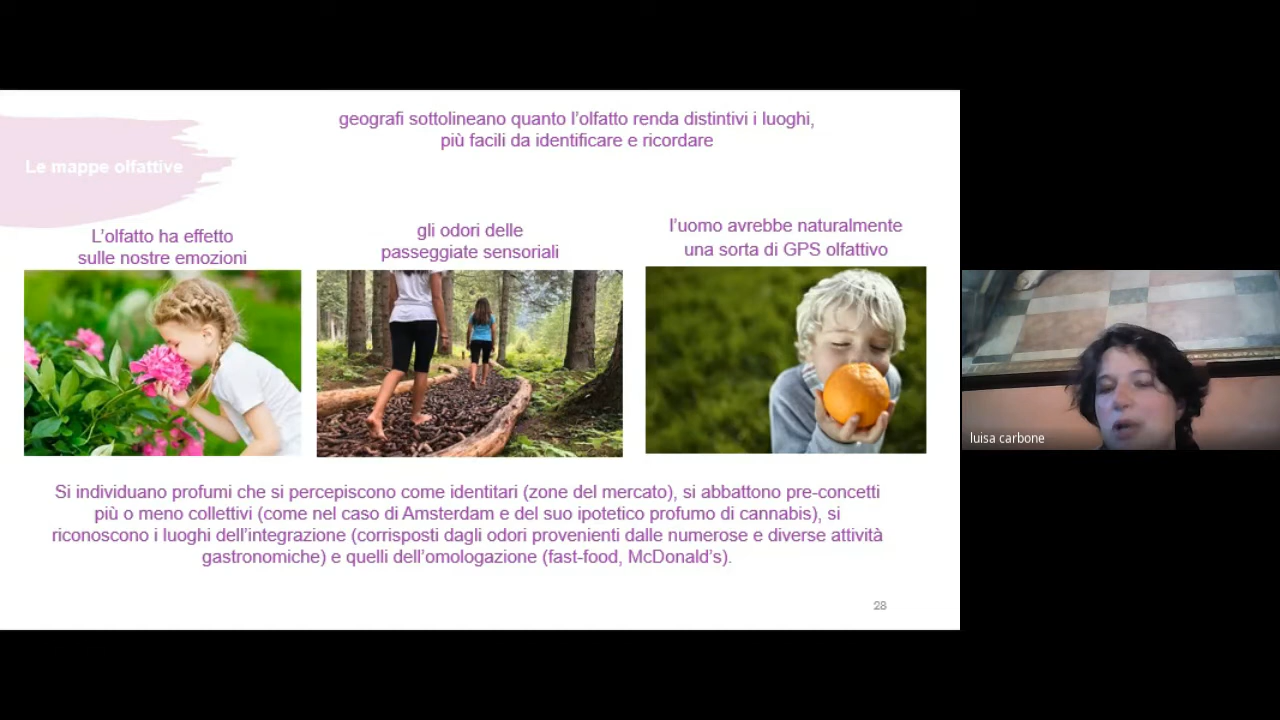 geografi sottolineano quanto l'olfatto renda distintivi i luoghi,
più facili da identificare e ricordare
Le mappe olfattive
L'olfatto ha effetto
sulle nostre emozioni
gli odori delle
passeggiate sensoriali
l'uomo avrebbe naturalmente
una sorta di GPS olfattivo
Si individuano profumi che si percepiscono come identitari (zone del mercato), si abbattono pre-concetti
più o meno collettivi (come nel caso di Amsterdam e del suo ipotetico profumo di cannabis), si
riconoscono i luoghi dell'integrazione (corrisposti dagli odori provenienti dalle numerose e diverse attività
gastronomiche) e quelli dell'omologazione (fast-food, McDonald's).
28
luisa carbone